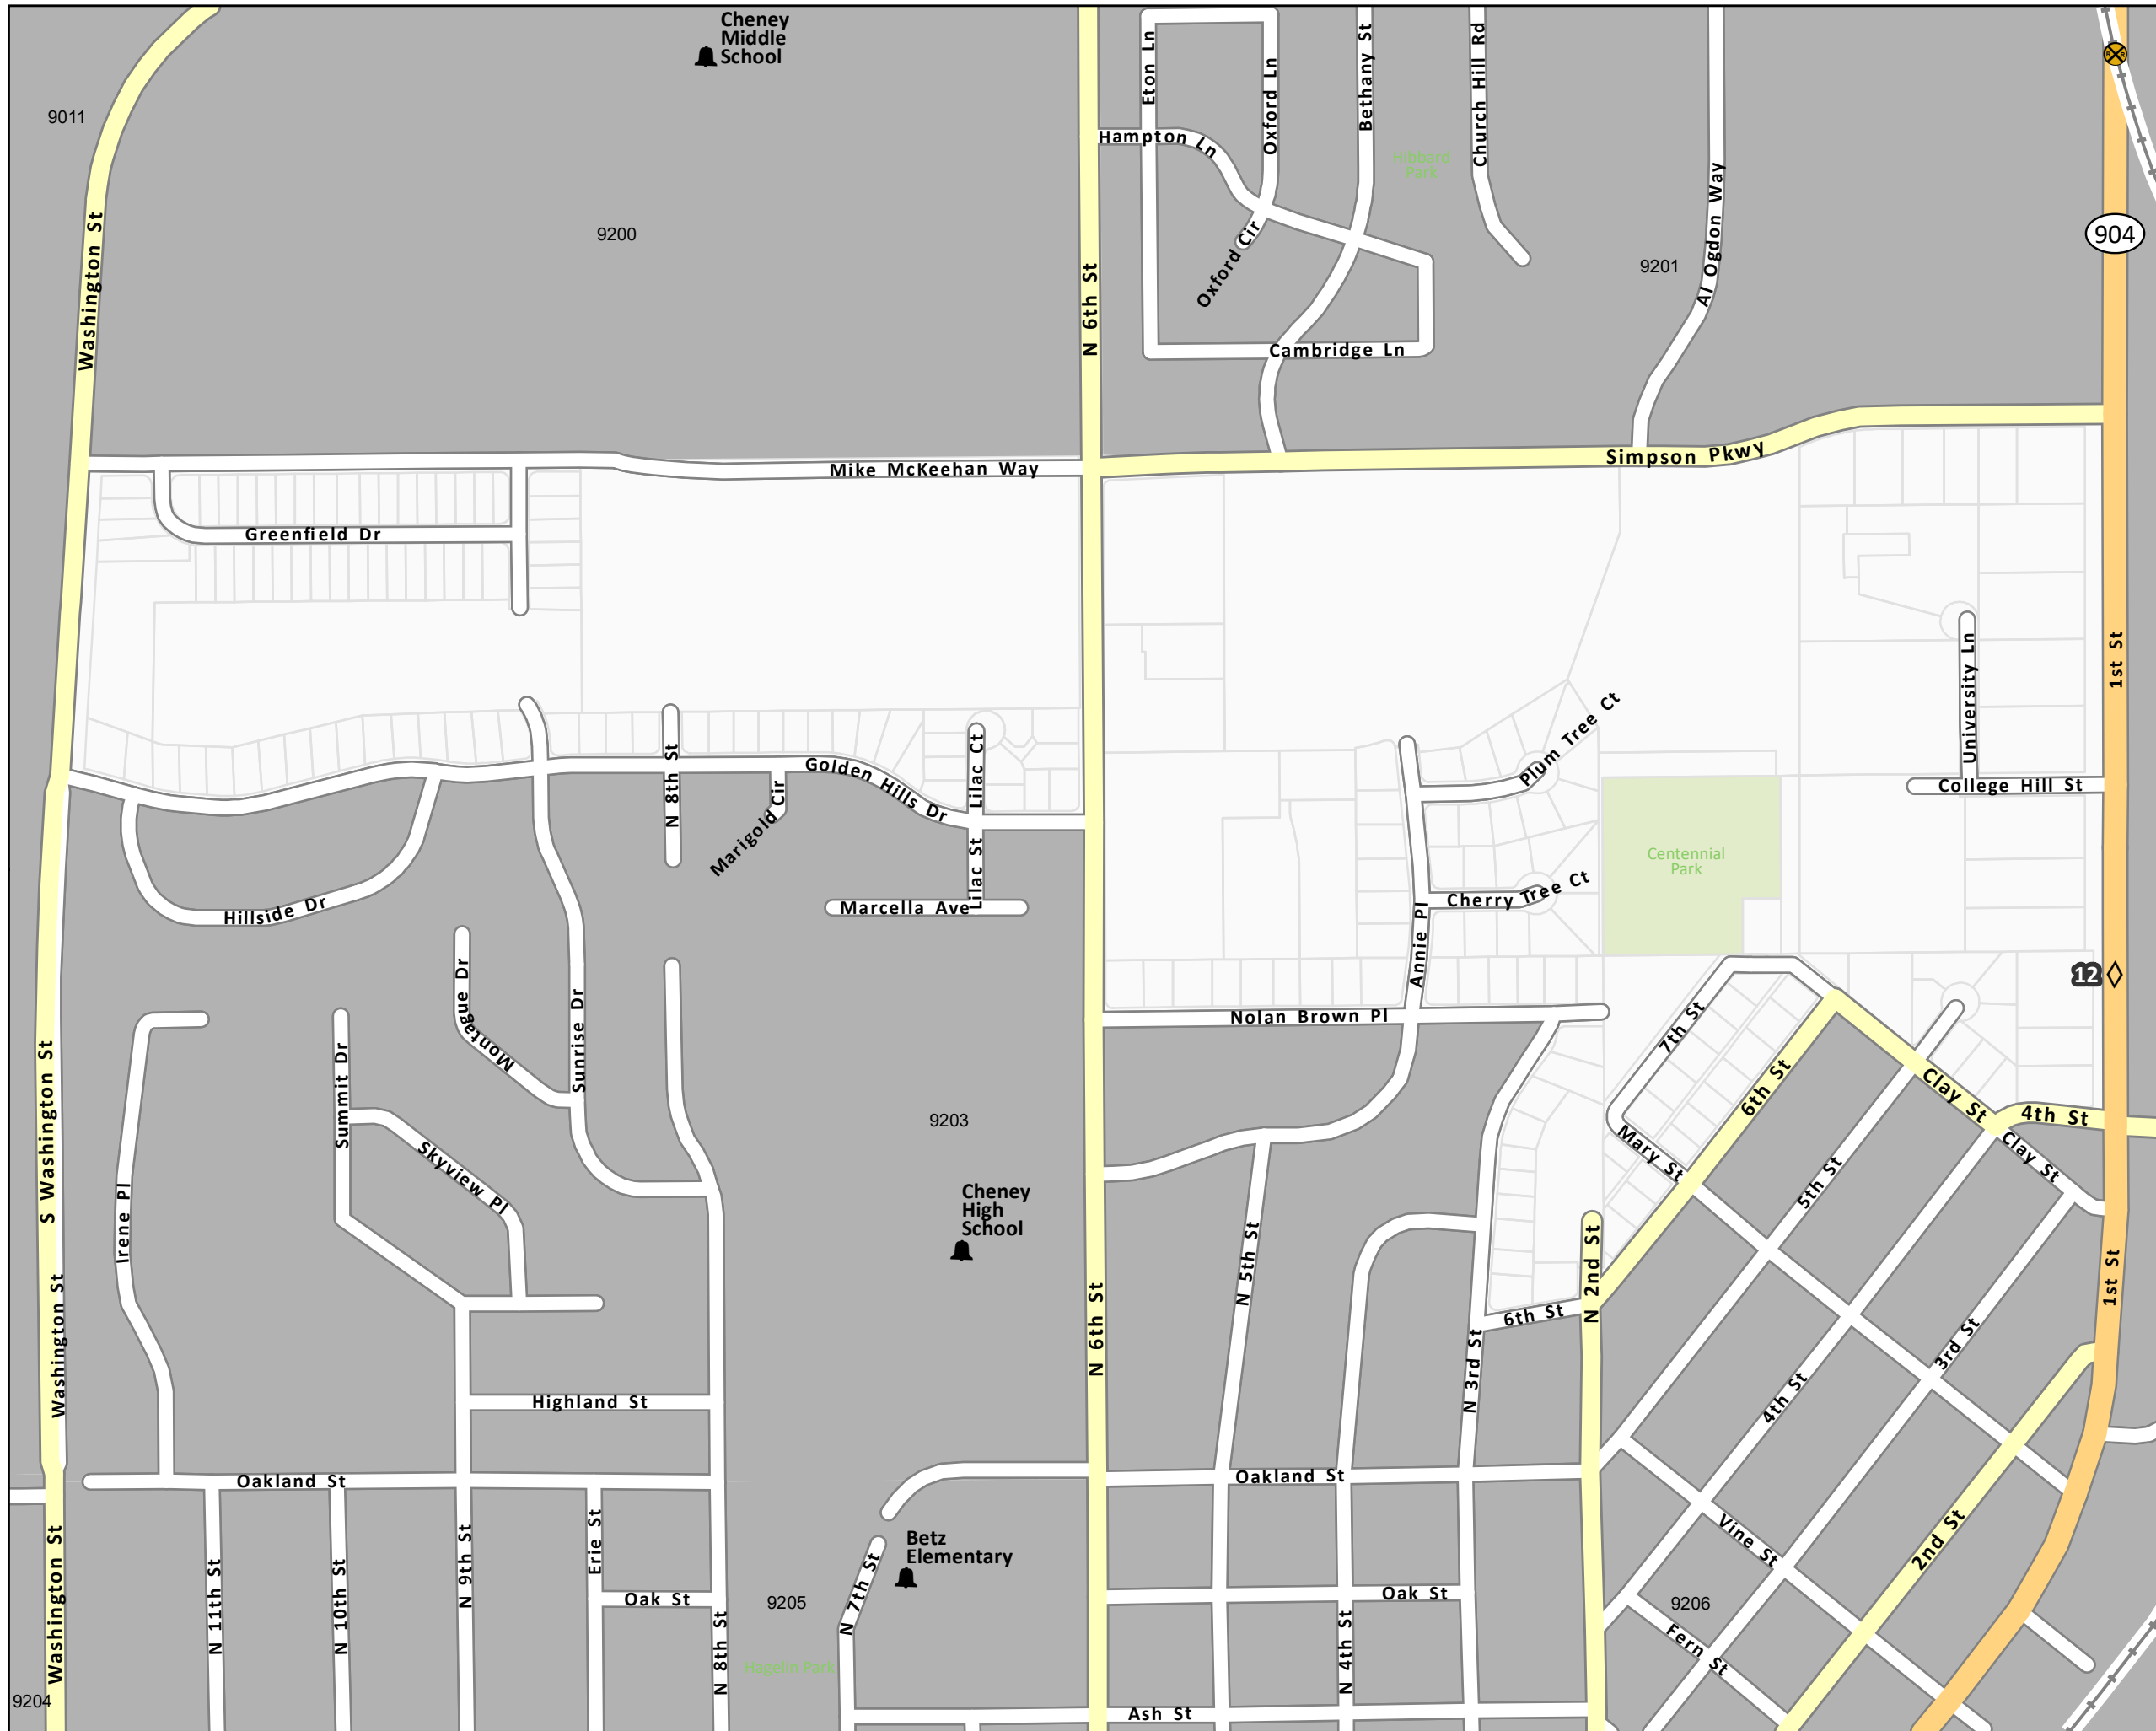 Cheney
Middle
School
Eton Ln
Oxford Ln
Bethany St
Church Hill Rd
9011
Hampton Ln
Hibbard
Park
Al Ogdon Way
Washington St
9200
Oxford Cir
904
9201
N 6th St
Cambridge Ln
Mike McKeehan Way
Simpson Pkwy
Greenfield Dr
1st St
University Ln
Plum Tree Ct
N 8th St
Golden Hills Dr
Lilac Ct
College Hill St
Marigold Cir
Centennial
Park
Hillside Dr
Marcella Ave
Lilac St
Cherry Tree Ct
Annie Pl
Montague Dr
Sunrise Dr
12
Nolan Brown Pl
7th St
6th St
Clay St
4th St
S Washington St
Summit Dr
9203
Mary St
Clay St
Skyview Pl
5th St
Irene Pl
Cheney
High
School
N 5th St
N 2nd St
1st St
Washington St
N 6th St
6th St
N 3rd St
3rd St
4th St
Highland St
Oakland St
Oakland St
Washington St
N 11th St
N 10th St
N 9th St
Erie St
Betz
Elementary
Vine St
2nd St
Oak St
N 8th St
9205
N 7th St
Oak St
N 4th St
9206
Fern St
Hagelin Park
9204
Ash St